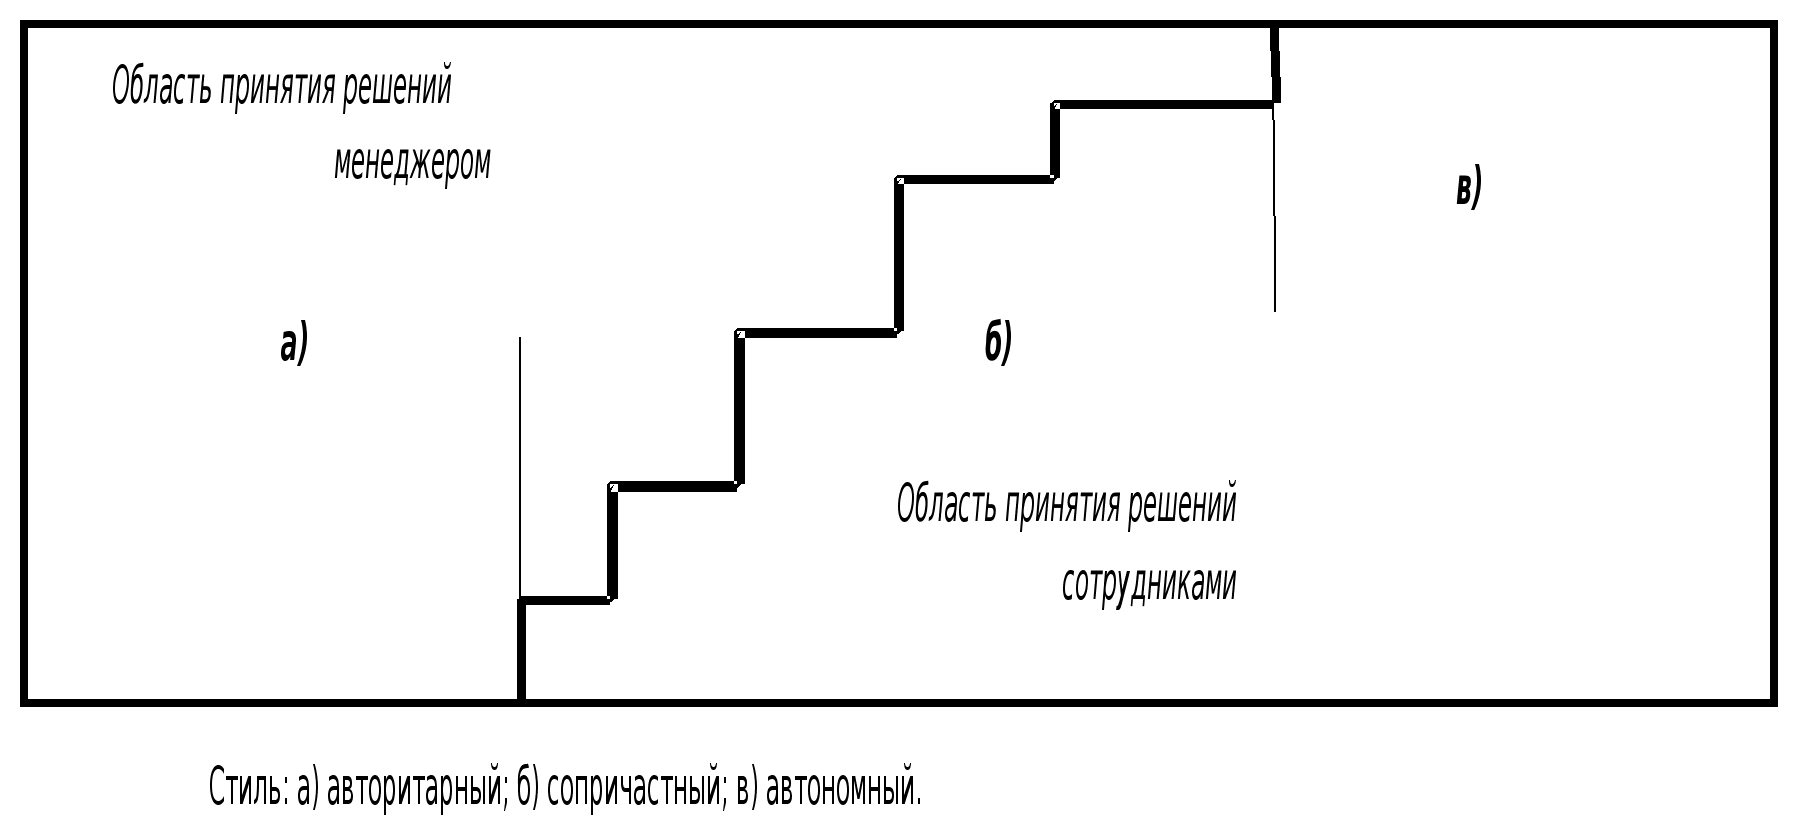 Область принятия решений
менеджером
в)
а)
б)
Область принятия решений
сотрудниками
Стиль: а) авторитарный; б) сопричастный; в) автономный.